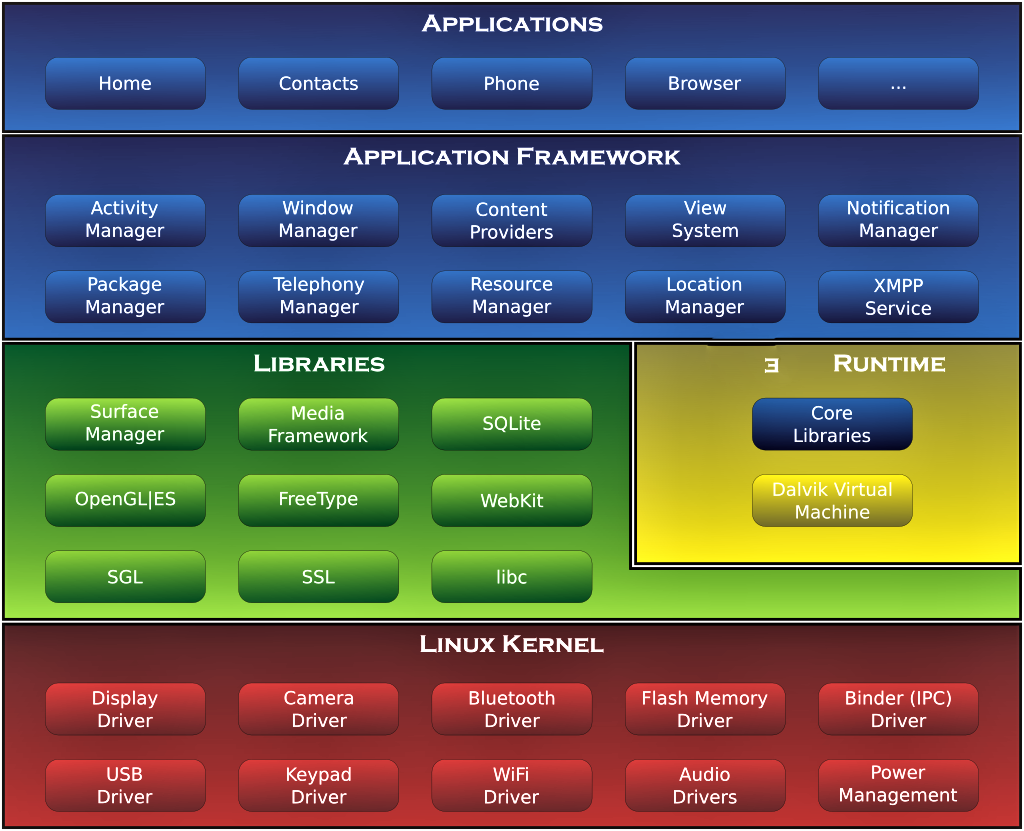 APPLICATIONS
Home
Contacts
Phone
Browser
...
APPLICATION FRAMEWORK
Activity
Manager
Window
Manager
Content
Providers
View
System
Notification
Manager
Package
Manager
Telephony
Manager
Resource
Manager
Location
Manager
XMPP
Service
LIBRARIES
Surface
Manager
Media
Framework
SQLite
OpenGL|ES
FreeType
WebKit
SGL
SSL
libc
RUNTIME
Core
Libraries
Dalvik Virtual
Machine
LINUX KERNEL
Display
Driver
Camera
Driver
Bluetooth
Driver
Flash Memory
Driver
Binder (IPC)
Driver
USB
Driver
Keypad
Driver
WiFi
Driver
Audio
Drivers
Power
Management